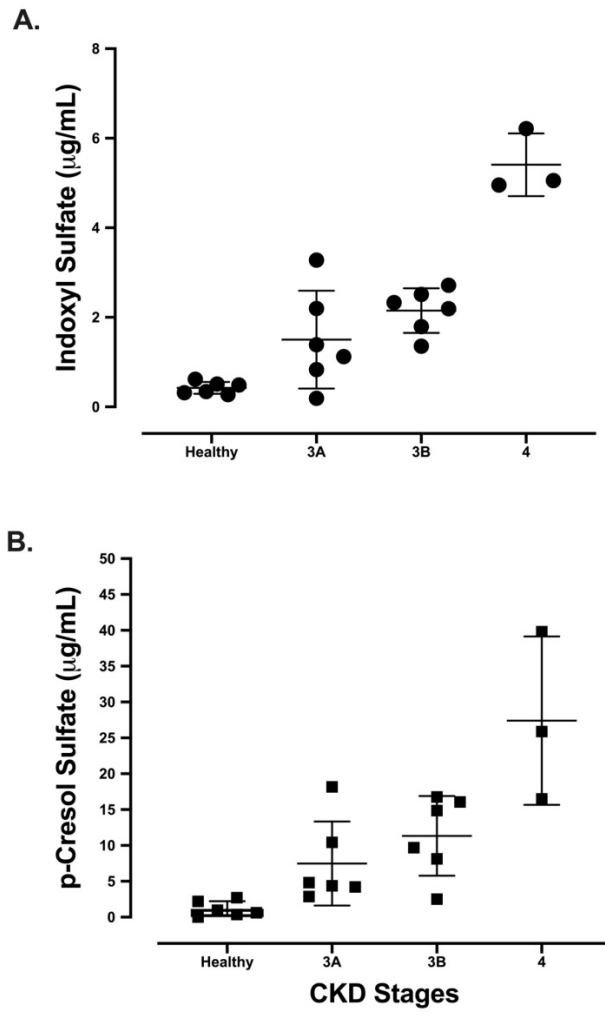 A.
Indoxyl Sulfate (μg/mL)
8
6
4
2
0
Healthy 3A 3B 4
B.
p-Cresol Sulfate (μg/mL)
50
45
40
35
30
25
20
15
10
5
0
Healthy 3A 3B 4
CKD Stages